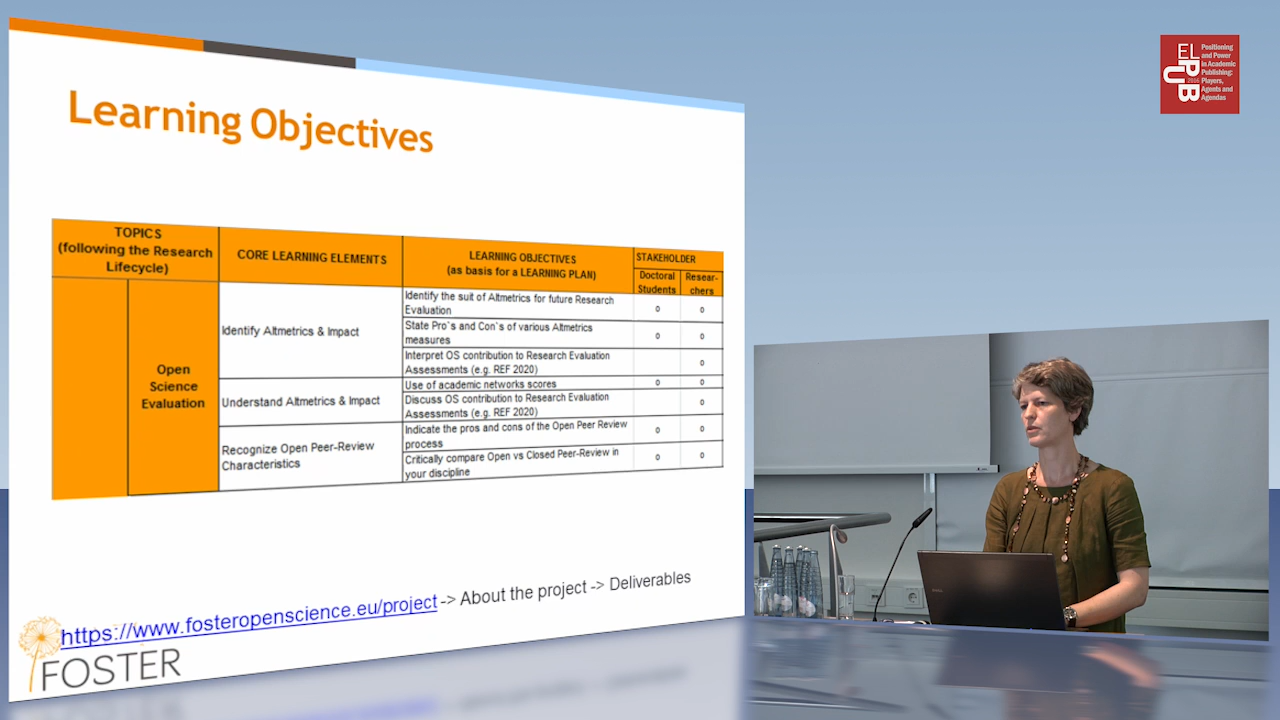 Learning Objectives
TOPICS
(following the Research
Lifecycle)
CORE LEARNING ELEMENTS
LEARNING OBJECTIVES
(as basis for a LEARNING PLAN)
STAKEHOLDER
Doctoral
Students
Resear-
chers
Open
Science
Evaluation
Identify Altmetrics & Impact
Identify the suit of Altmetrics for future Research
Evaluation
o o
State Pro`s and Con`s of various Altmetrics
measures
o o
Interpret OS contribution to Research Evaluation
Assessments (e.g. REF 2020)
o
Understand Altmetrics & Impact
Use of academic networks scores
o o
Discuss OS contribution to Research Evaluation
Assessments (e.g. REF 2020)
o
Recognize Open Peer-Review
Characteristics
Indicate the pros and cons of the Open Peer Review
process
o o
Critically compare Open vs Closed Peer-Review in
your discipline
o o
https://www.fosteropenscience.eu/project -> About the project -> Deliverables
FOSTER
EL
PUB
2016
Positioning
and Power
in Academic
Publishing:
Players,
Agents and
Agendas